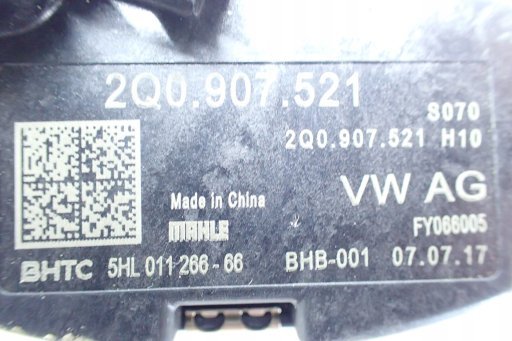 2Q0.907.521
S070
2Q0.907.521 H10
Made in China
VW AG
MAHLE
FY066005
BHTC 5HL 011 266-66 BHB-001 07.07.17